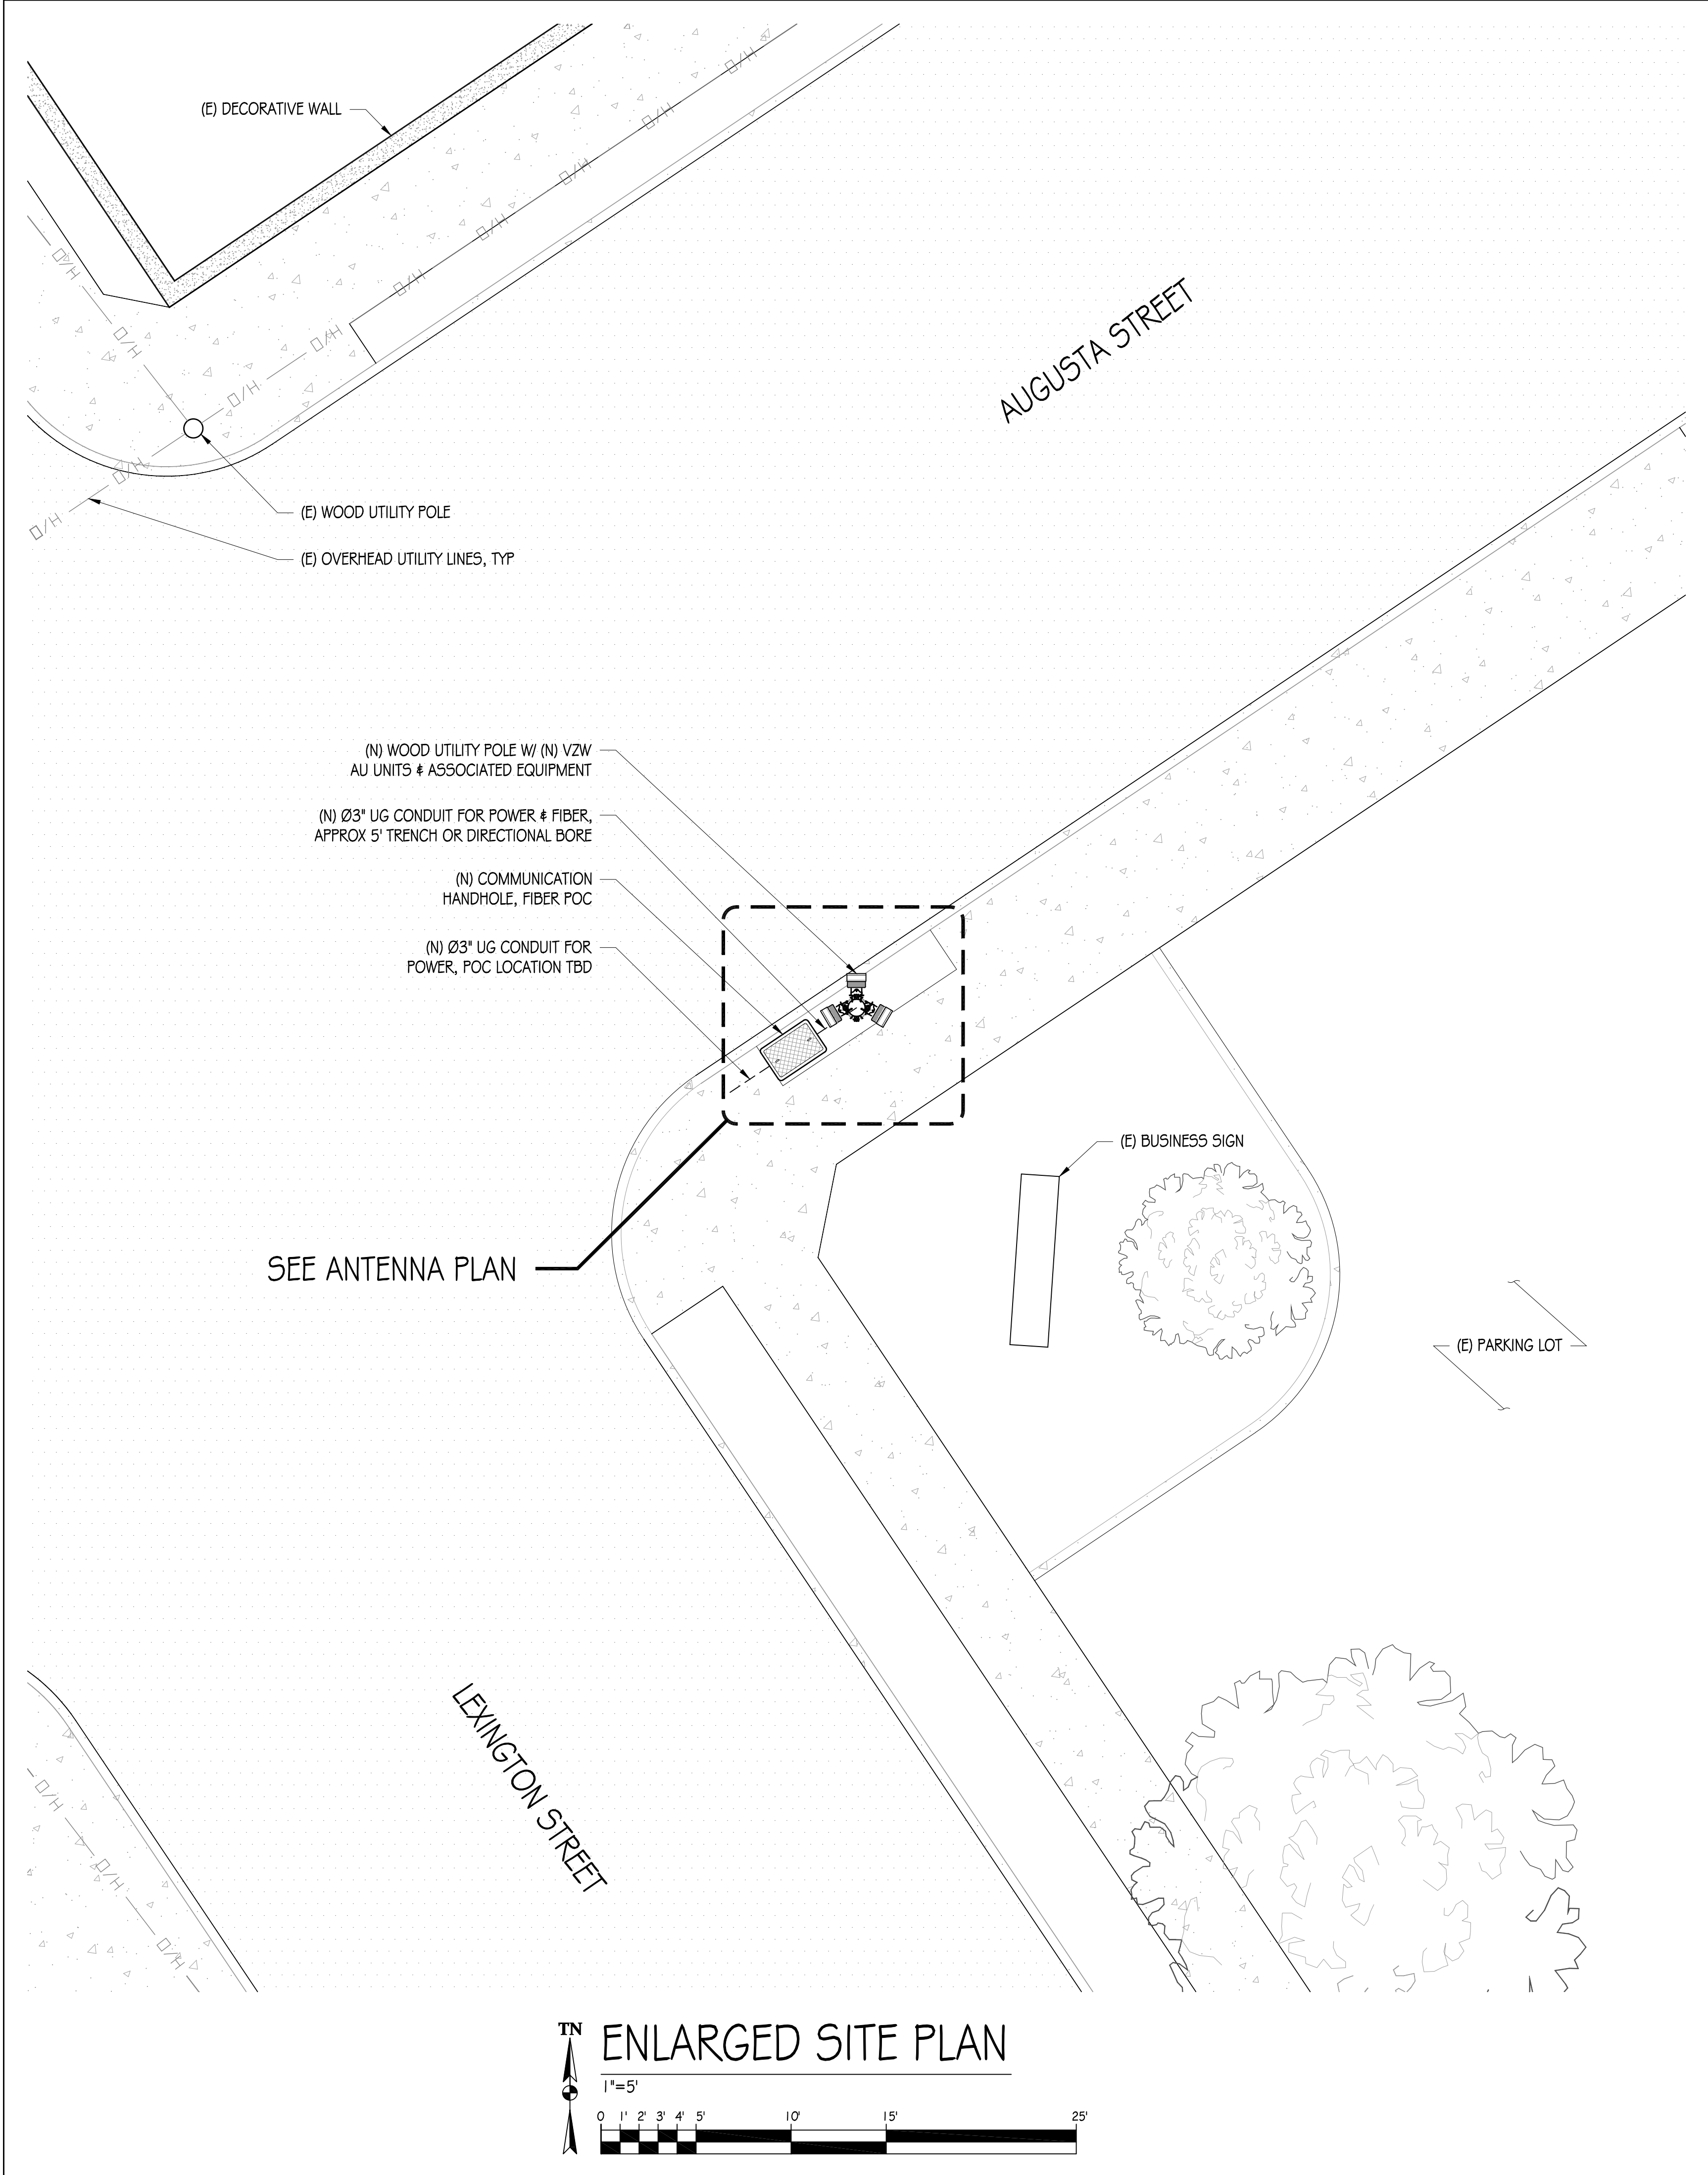 (E) DECORATIVE WALL
O/H
O/H
O/H
O/H
O/H
O/H
O/H
O/H
O/H
O/H
O/H
AUGUSTA STREET
(E) WOOD UTILITY POLE
(E) OVERHEAD UTILITY LINES, TYP
(N) WOOD UTILITY POLE W/ (N) VZW
AU UNITS & ASSOCIATED EQUIPMENT
(N) Ø3" UG CONDUIT FOR POWER & FIBER,
APPROX 5' TRENCH OR DIRECTIONAL BORE
(N) COMMUNICATION
HANDHOLE, FIBER POC
(N) Ø3" UG CONDUIT FOR
POWER, POC LOCATION TBD
(E) BUSINESS SIGN
SEE ANTENNA PLAN
(E) PARKING LOT
LEXINGTON STREET
O/H
O/H
O/H
TN
ENLARGED SITE PLAN
1"=5'
0 1' 2' 3' 4' 5' 10' 15' 25'